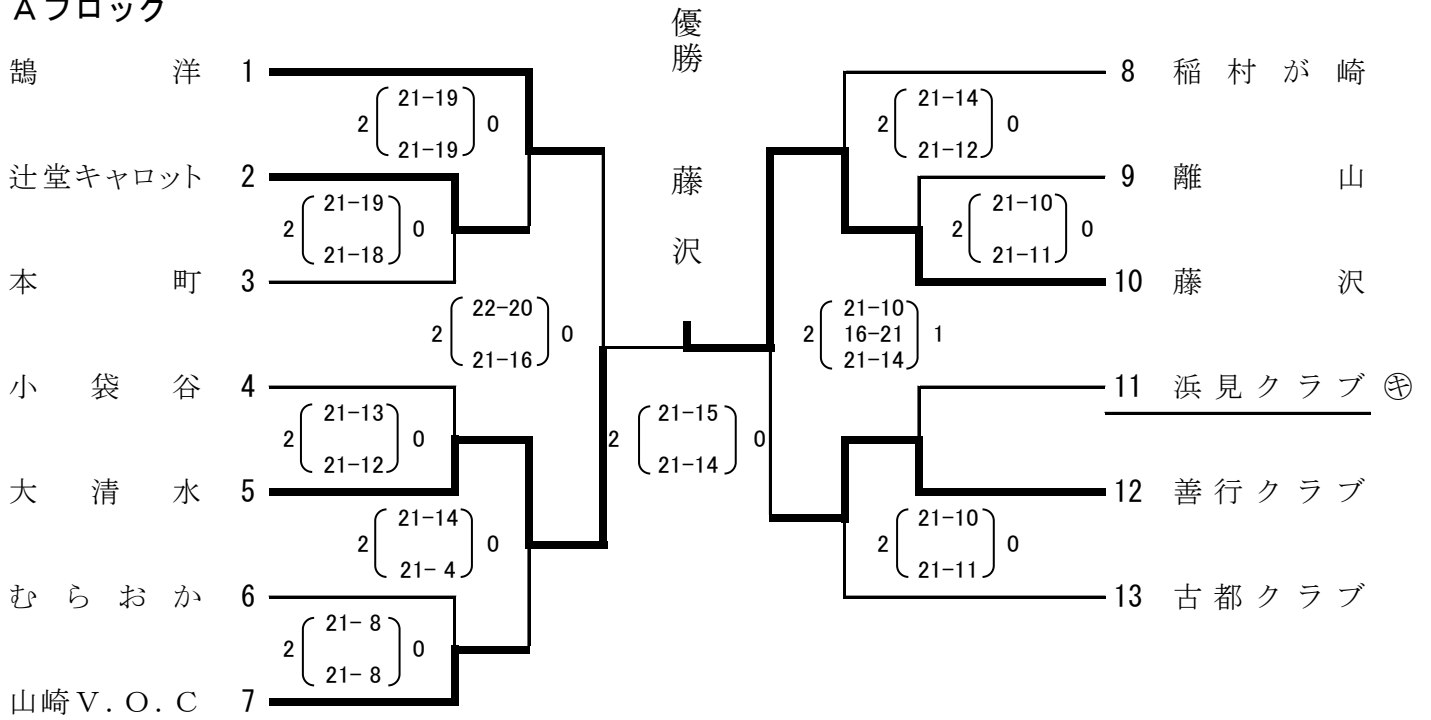 Aブロック
優勝 藤沢
鵠洋 1
2 21-19 0
21-19
辻堂キャロット 2
2 21-19 0
21-18
本町 3
2 22-20 0
21-16
小袋谷 4
2 21-13 0
21-12
大清水 5
2 21-14 0
21- 4
むらおか 6
2 21- 8 0
21- 8
山崎V.O.C 7
2 21-15 0
21-14
8 稲村が崎
2 21-14 0
21-12
9 離山
2 21-10 0
21-11
10 藤沢
21-10
2 16-21 1
21-14
11 浜見クラブ ㋖
12 善行クラブ
2 21-10 0
21-11
13 古都クラブ